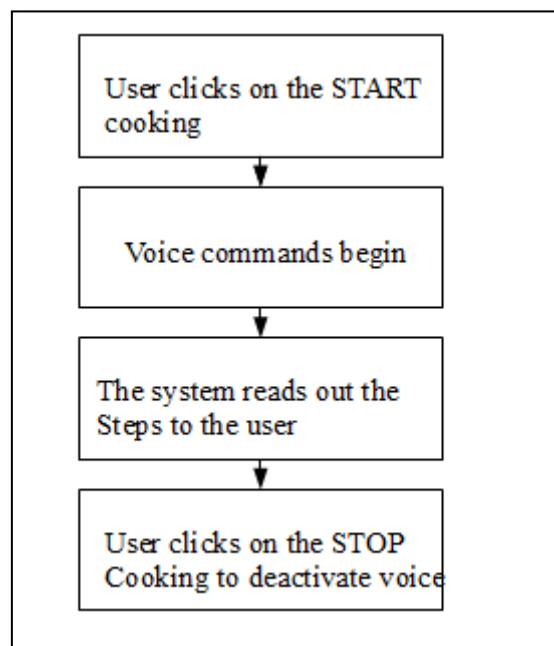 User clicks on the START
cooking
Voice commands begin
The system reads out the
Steps to the user
User clicks on the STOP
Cooking to deactivate voice